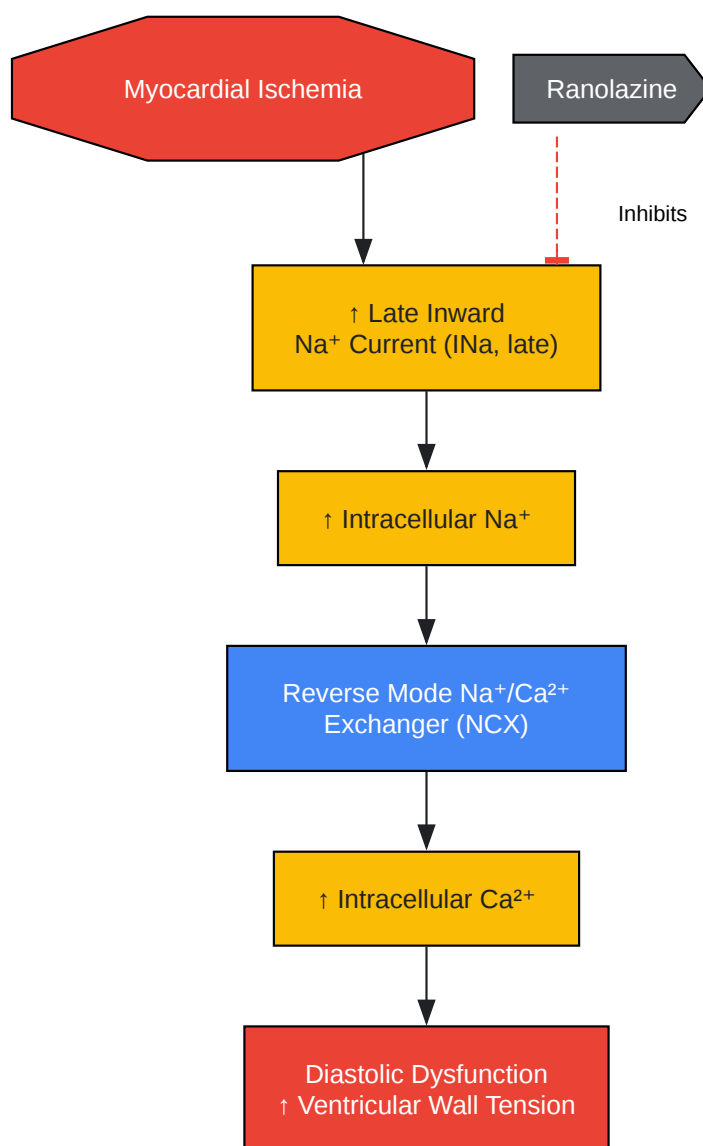 Myocardial Ischemia
Ranolazine
Inhibits
↑ Late Inward
Na⁺ Current (INa, late)
↑ Intracellular Na⁺
Reverse Mode Na⁺/Ca²⁺
Exchanger (NCX)
↑ Intracellular Ca²⁺
Diastolic Dysfunction
↑ Ventricular Wall Tension